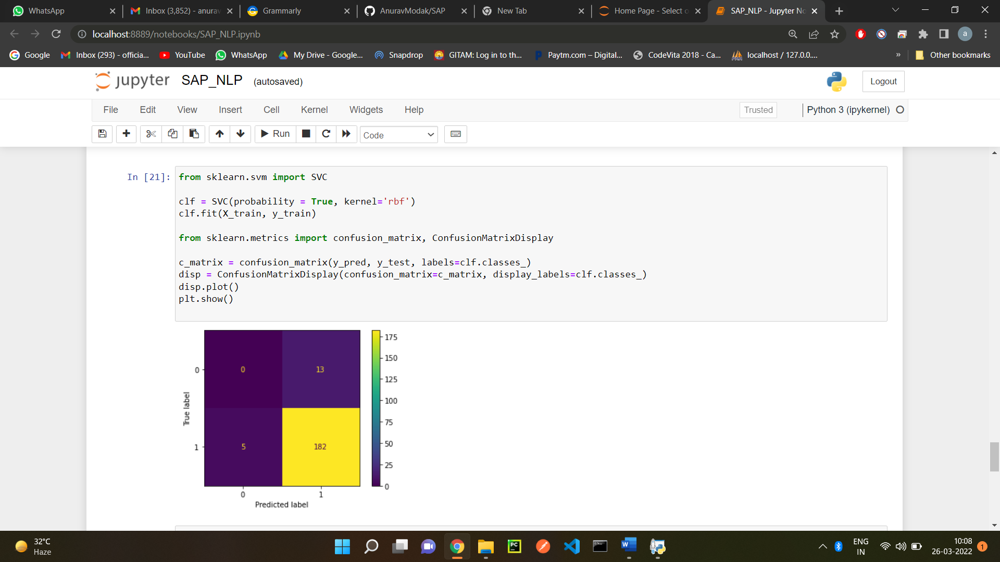 WhatsApp
Inbox (3,852) - anurav
Grammarly
AnuravModak/SAP
New Tab
Home Page - Select o
SAP_NLP - Jupyter No
localhost:8889/notebooks/SAP_NLP.ipynb
a
Google
Inbox (293) - officia...
YouTube
WhatsApp
My Drive - Google...
Snapdrop
GITAM: Log in to th...
Paytm.com – Digital...
CodeVita 2018 - Ca...
localhost / 127.0.0....
»
Other bookmarks
jupyter SAP_NLP (autosaved)
Logout
File Edit View Insert Cell Kernel Widgets Help
Trusted
Python 3 (ipykernel)
Run
Code
In [21]:
from sklearn.svm import SVC
clf = SVC(probability = True, kernel='rbf')
clf.fit(X_train, y_train)
from sklearn.metrics import confusion_matrix, ConfusionMatrixDisplay
c_matrix = confusion_matrix(y_pred, y_test, labels=clf.classes_)
disp = ConfusionMatrixDisplay(confusion_matrix=c_matrix, display_labels=clf.classes_)
disp.plot()
plt.show()
True label
0
1
0 13
5 182
0 1
Predicted label
175
150
125
100
75
50
25
0
32°C
Haze
PC
W
ENG
IN
10:08
26-03-2022
1